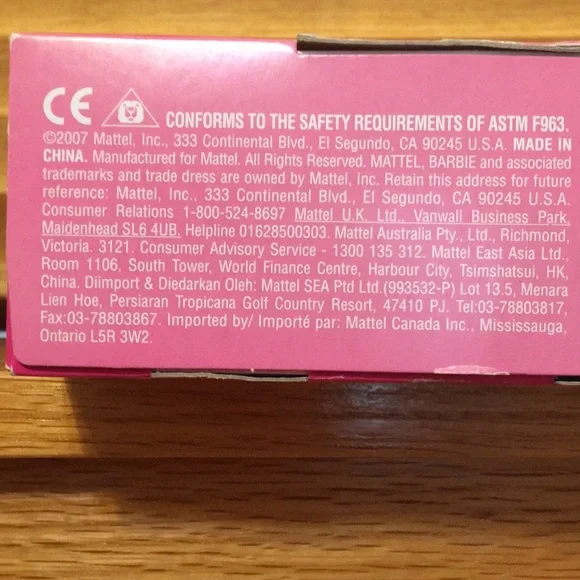 CE CONFORMS TO THE SAFETY REQUIREMENTS OF ASTM F963.
©2007 Mattel, Inc., 333 Continental Blvd., El Segundo, CA 90245 U.S.A. MADE IN
CHINA. Manufactured for Mattel. All Rights Reserved. MATTEL, BARBIE and associated
trademarks and trade dress are owned by Mattel, Inc. Retain this address for future
reference: Mattel, Inc., 333 Continental Blvd., El Segundo, CA 90245 U.S.A.
Consumer Relations 1-800-524-8697 Mattel U.K. Ltd., Vanwall Business Park,
Maidenhead SL6 4UB. Helpline 01628500303. Mattel Australia Pty., Ltd., Richmond,
Victoria. 3121. Consumer Advisory Service - 1300 135 312. Mattel East Asia Ltd.,
Room 1106, South Tower, World Finance Centre, Harbour City, Tsimshatsui, HK,
China. Diimport & Diedarkan Oleh: Mattel SEA Ptd Ltd.(993532-P) Lot 13.5, Menara
Lien Hoe, Persiaran Tropicana Golf Country Resort, 47410 PJ. Tel:03-78803817,
Fax:03-78803867. Imported by/ Importé par: Mattel Canada Inc., Mississauga,
Ontario L5R 3W2.